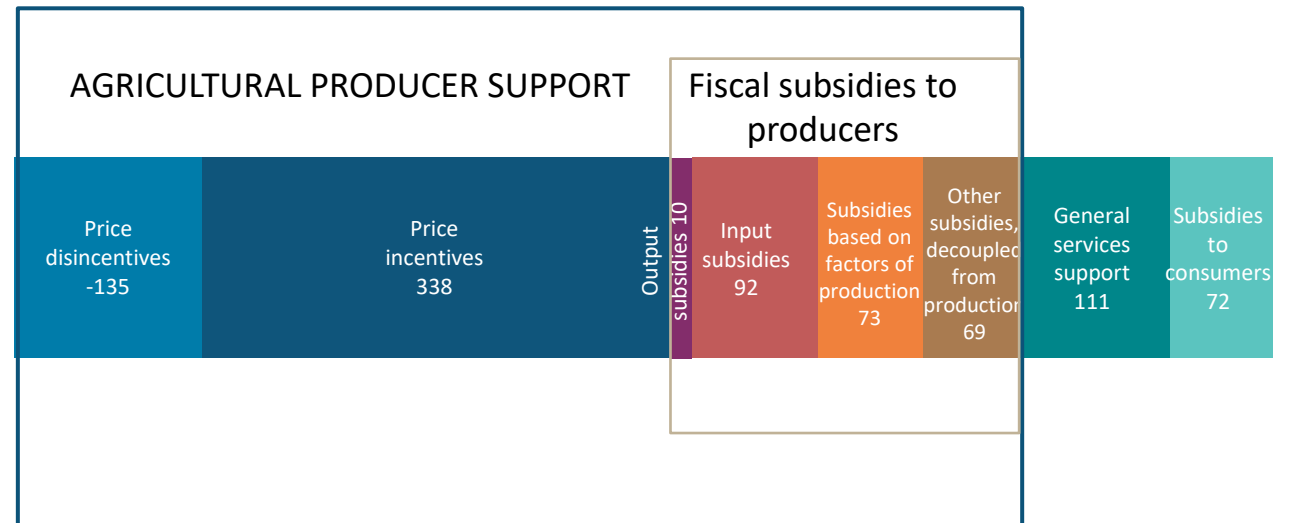 AGRICULTURAL PRODUCER SUPPORT
Fiscal subsidies to
producers
Price
disincentives
-135
Price
incentives
338
Output
subsidies 10
Input
subsidies
92
Subsidies
based on
factors of
production
73
Other
subsidies,
decoupled
from
production
69
General
services
support
111
Subsidies
to
consumers
72